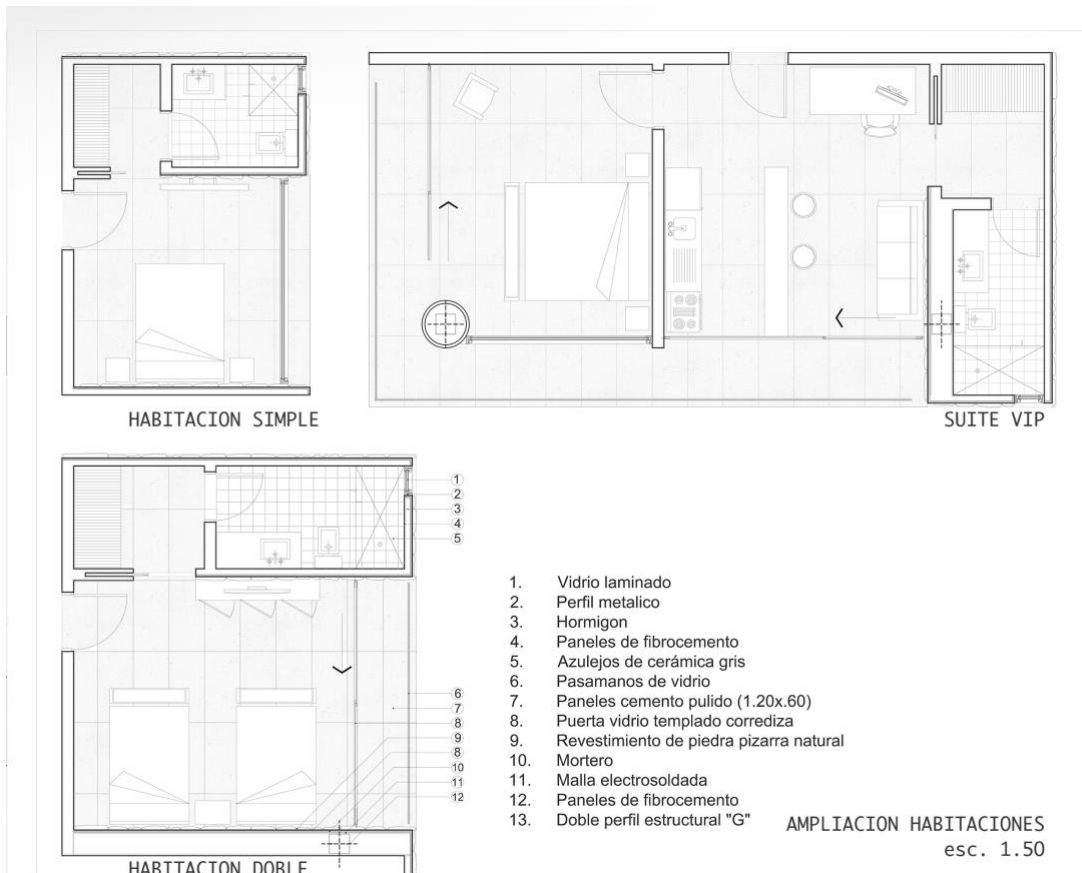 HABITACION SIMPLE
SUITE VIP
1
2
3
4
5
6
7
8
9
8
10
11
12
1. Vidrio laminado
2. Perfil metalico
3. Hormigon
4. Paneles de fibrocemento
5. Azulejos de cerámica gris
6. Pasamanos de vidrio
7. Paneles cemento pulido (1.20x.60)
8. Puerta vidrio templado corrediza
9. Revestimiento de piedra pizarra natural
10. Mortero
11. Malla electrosoldada
12. Paneles de fibrocemento
13. Doble perfil estructural "G"
AMPLIACION HABITACIONES
esc. 1.50
HABITACION DOBLE